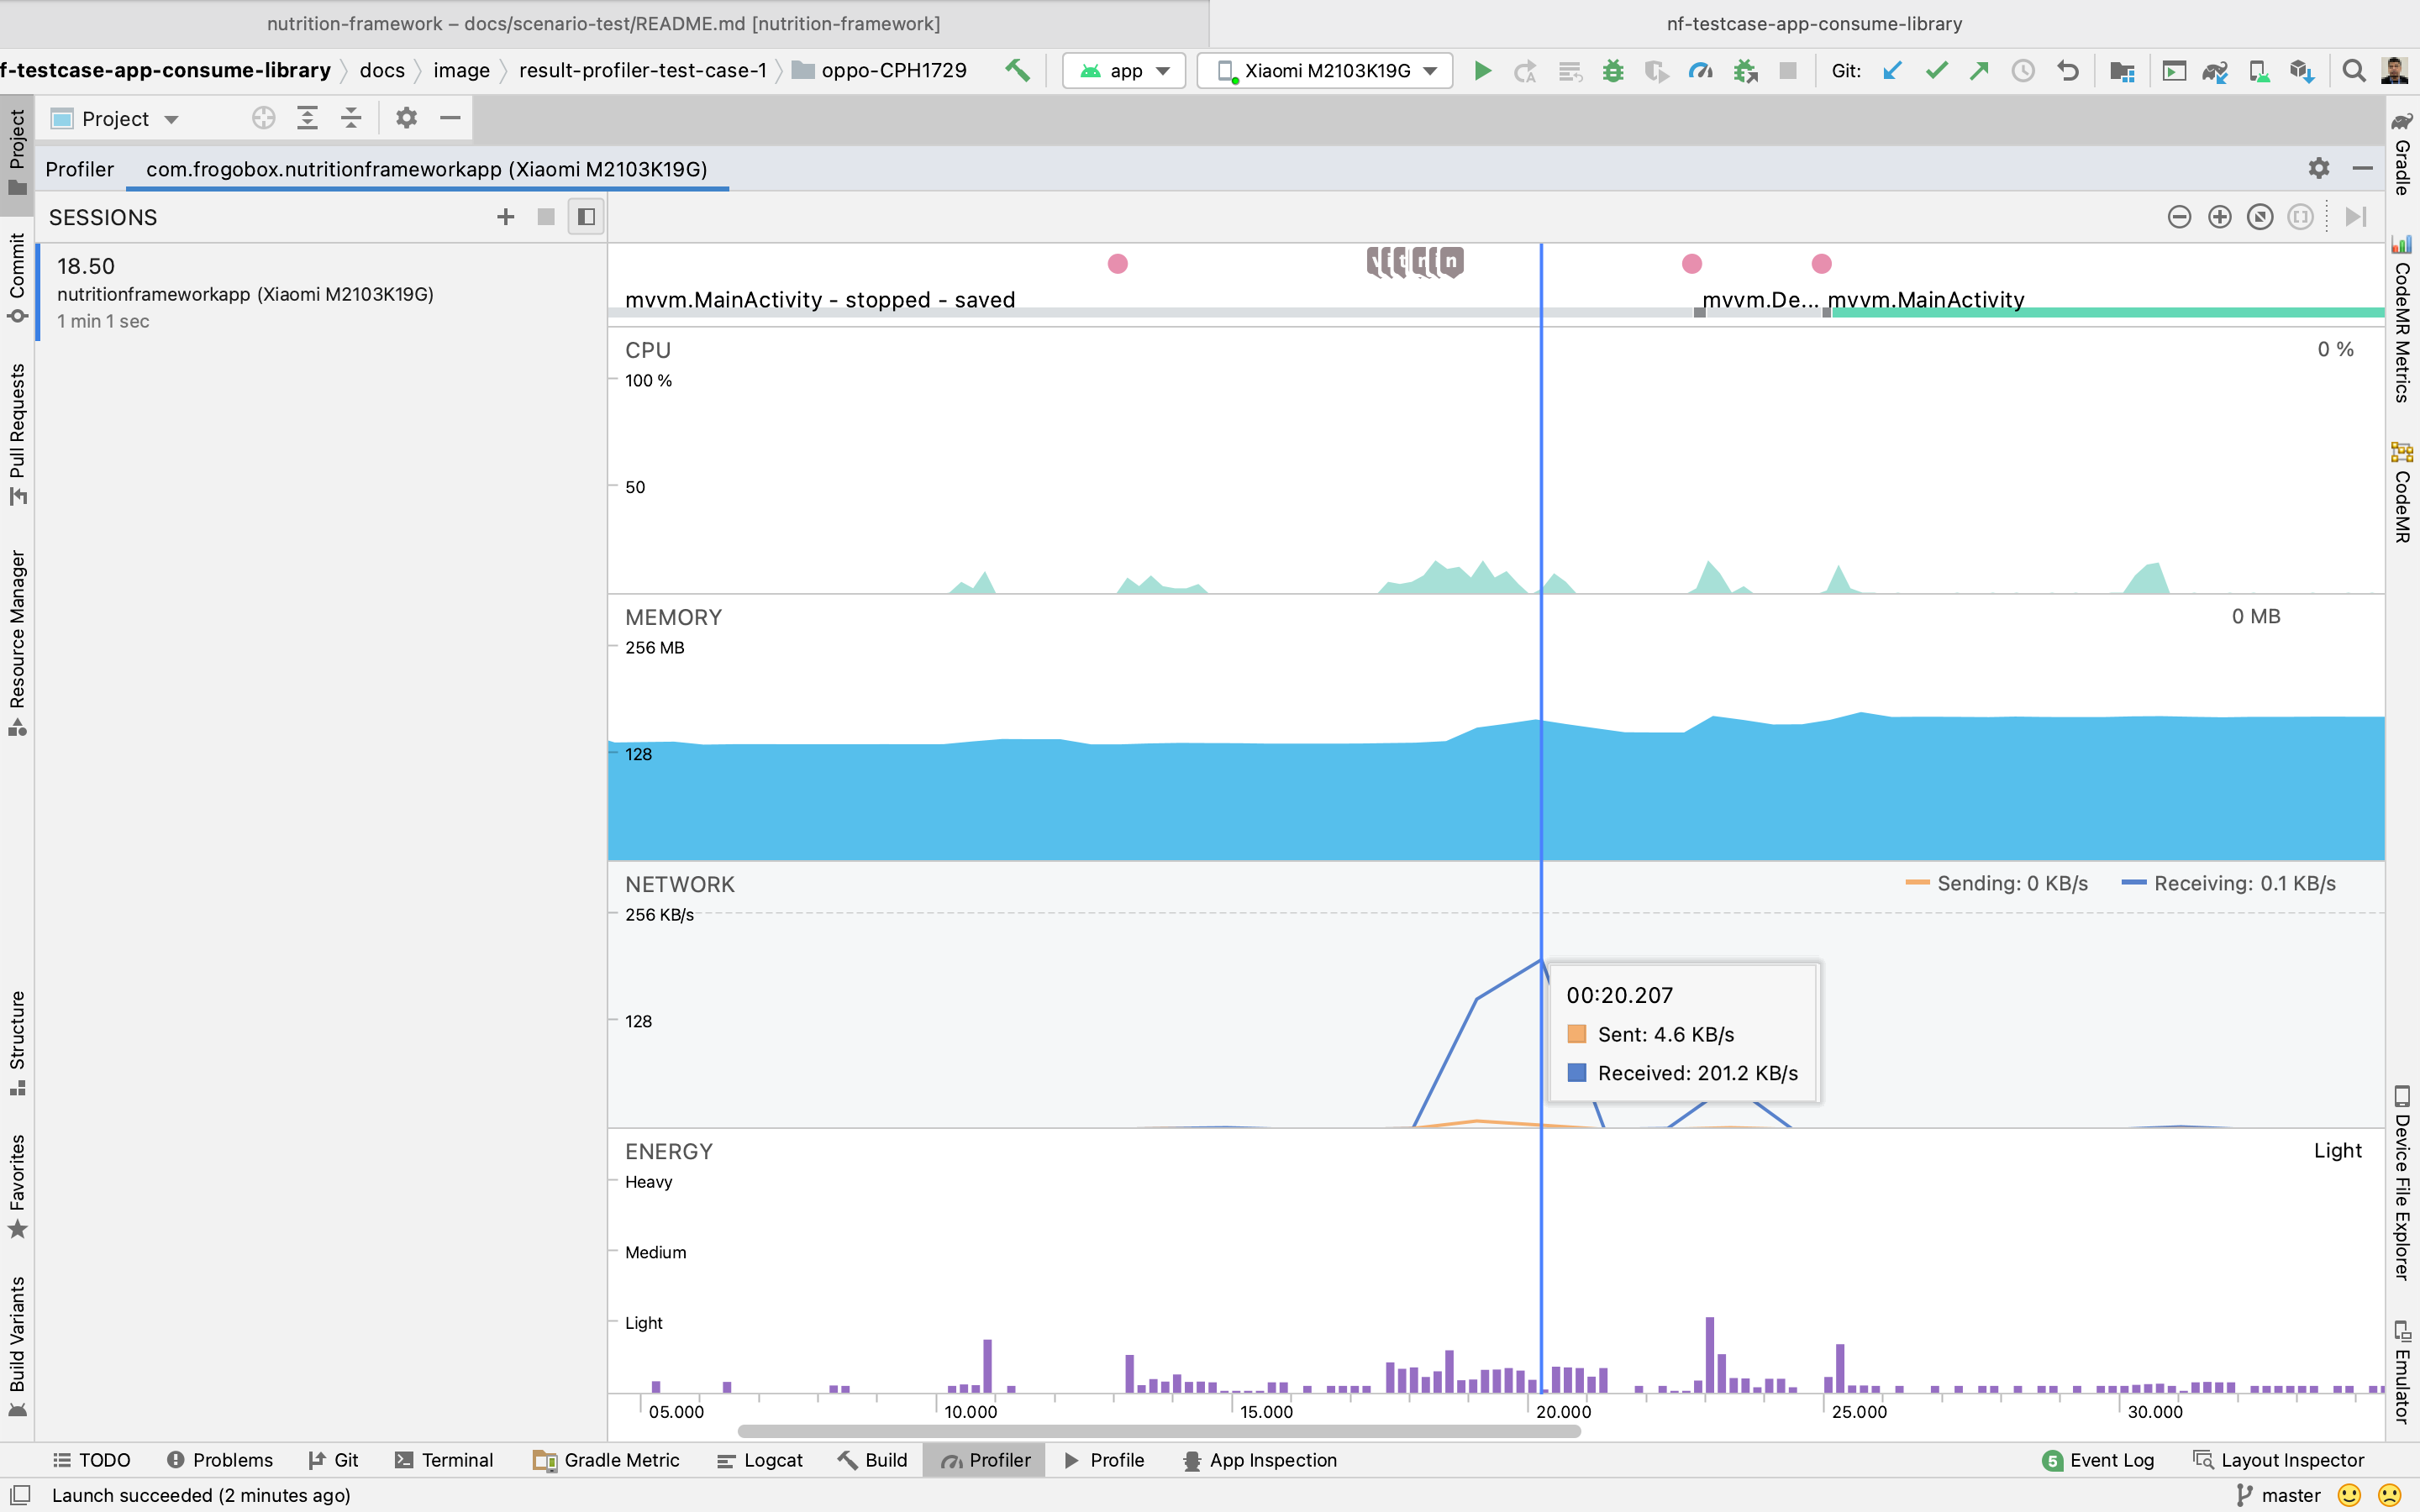 nutrition-framework – docs/scenario-test/README.md [nutrition-framework]
nf-testcase-app-consume-library
f-testcase-app-consume-library
docs
image
result-profiler-test-case-1
oppo-CPH1729
app
Xiaomi M2103K19G
Git:
Project
Profiler
com.frogobox.nutritionframeworkapp (Xiaomi M2103K19G)
SESSIONS
18.50
nutritionframeworkapp (Xiaomi M2103K19G)
1 min 1 sec
Project
Commit
Pull Requests
Resource Manager
Structure
Favorites
Build Variants
n
mvvm.MainActivity - stopped - saved
mvvm.De...
mvvm.MainActivity
CPU
0 %
100 %
50
MEMORY
0 MB
256 MB
128
NETWORK
Sending: 0 KB/s
Receiving: 0.1 KB/s
256 KB/s
128
00:20.207
Sent: 4.6 KB/s
Received: 201.2 KB/s
ENERGY
Light
Heavy
Medium
Light
05.000
10.000
15.000
20.000
25.000
30.000
Gradle
CodeMR Metrics
CodeMR
Device File Explorer
Emulator
TODO
Problems
Git
Terminal
Gradle Metric
Logcat
Build
Profiler
Profile
App Inspection
5
Event Log
Layout Inspector
Launch succeeded (2 minutes ago)
master